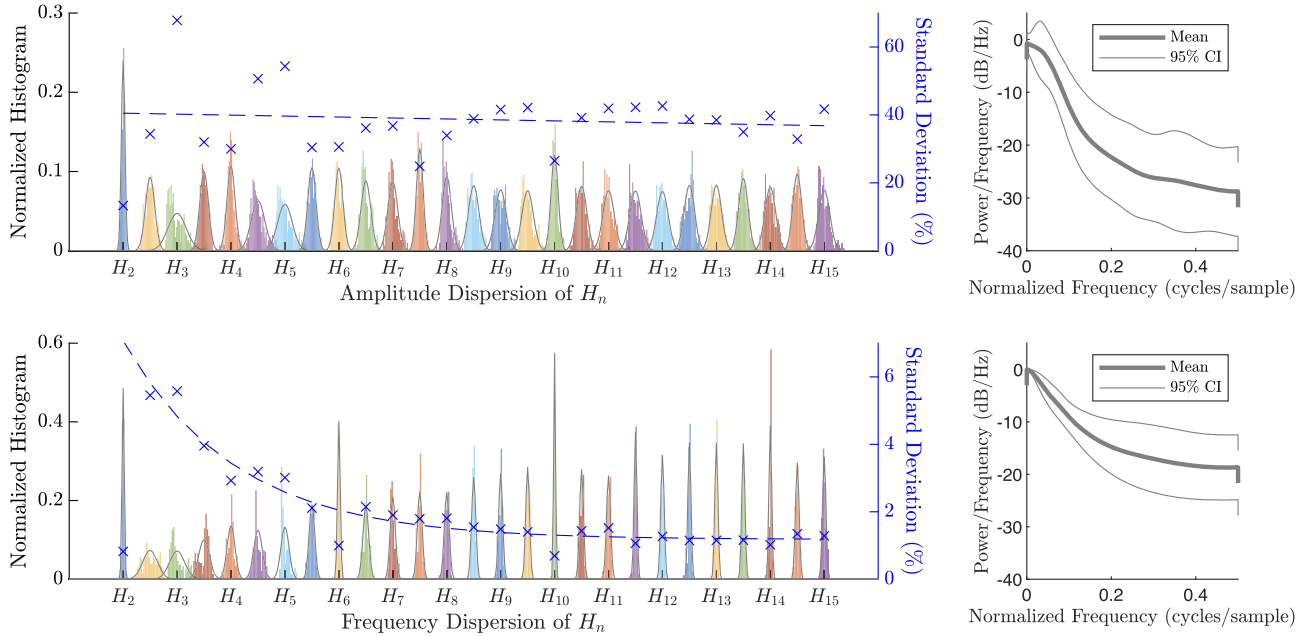 Normalized Histogram
0.3
0.2
0.1
0
60
40
20
0
Standard Deviation (%)
H₂ H₃ H₄ H₅ H₆ H₇ H₈ H₉ H₁₀ H₁₁ H₁₂ H₁₃ H₁₄ H₁₅
Amplitude Dispersion of Hₙ
Power/Frequency (dB/Hz)
0
-10
-20
-30
-40
Mean
95% CI
0 0.2 0.4
Normalized Frequency (cycles/sample)
Normalized Histogram
0.6
0.4
0.2
0
6
4
2
0
Standard Deviation (%)
H₂ H₃ H₄ H₅ H₆ H₇ H₈ H₉ H₁₀ H₁₁ H₁₂ H₁₃ H₁₄ H₁₅
Frequency Dispersion of Hₙ
Power/Frequency (dB/Hz)
0
-10
-20
-30
-40
Mean
95% CI
0 0.2 0.4
Normalized Frequency (cycles/sample)